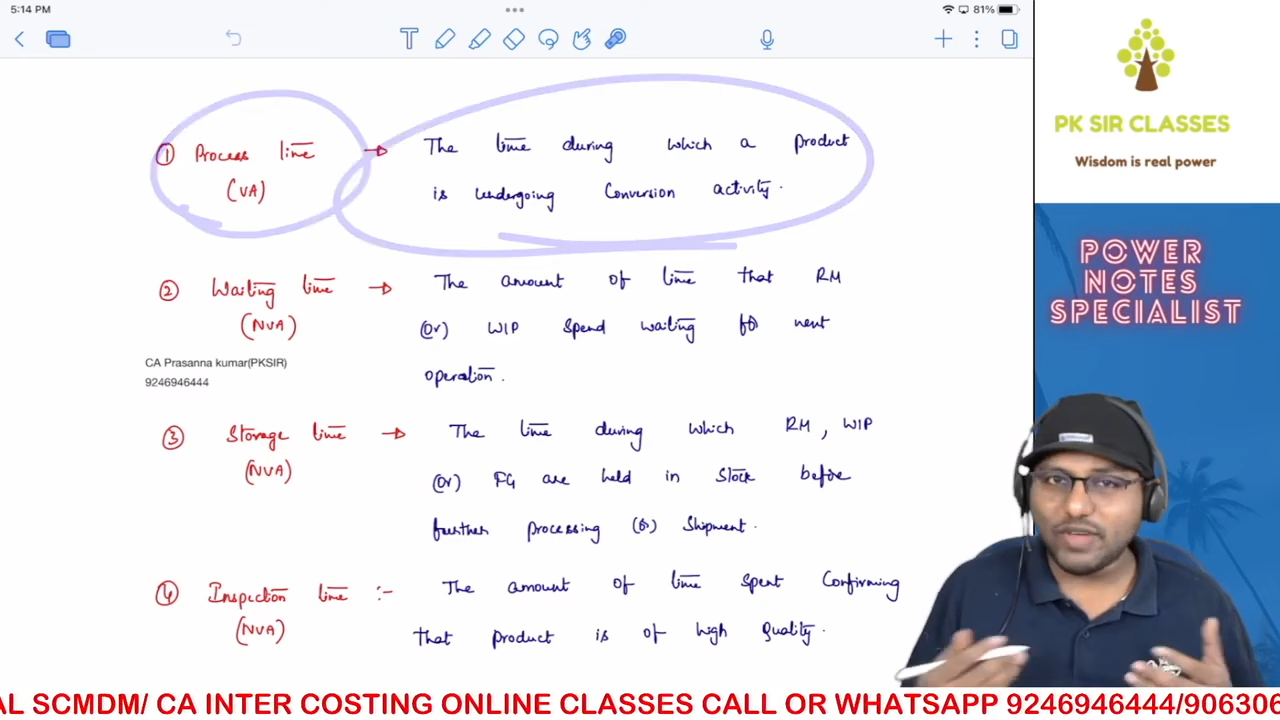 5:14 PM
81%
① Process time → The time during which a product
(VA) is undergoing Conversion activity.
② Waiting time → The amount of time that RM
(NVA) (or) WIP Spend waiting for next
operation.
CA Prasanna kumar(PKSIR)
9246946444
③ Storage time → The time during which RM, WIP
(NVA) (or) FG are held in Stock before
further processing (or) Shipment.
④ Inspection time :- The amount of time spent Confirming
(NVA) that product is of high Quality.
PK SIR CLASSES
Wisdom is real power
POWER
NOTES
SPECIALIST
AL SCMDM/ CA INTER COSTING ONLINE CLASSES CALL OR WHATSAPP 9246946444/906306